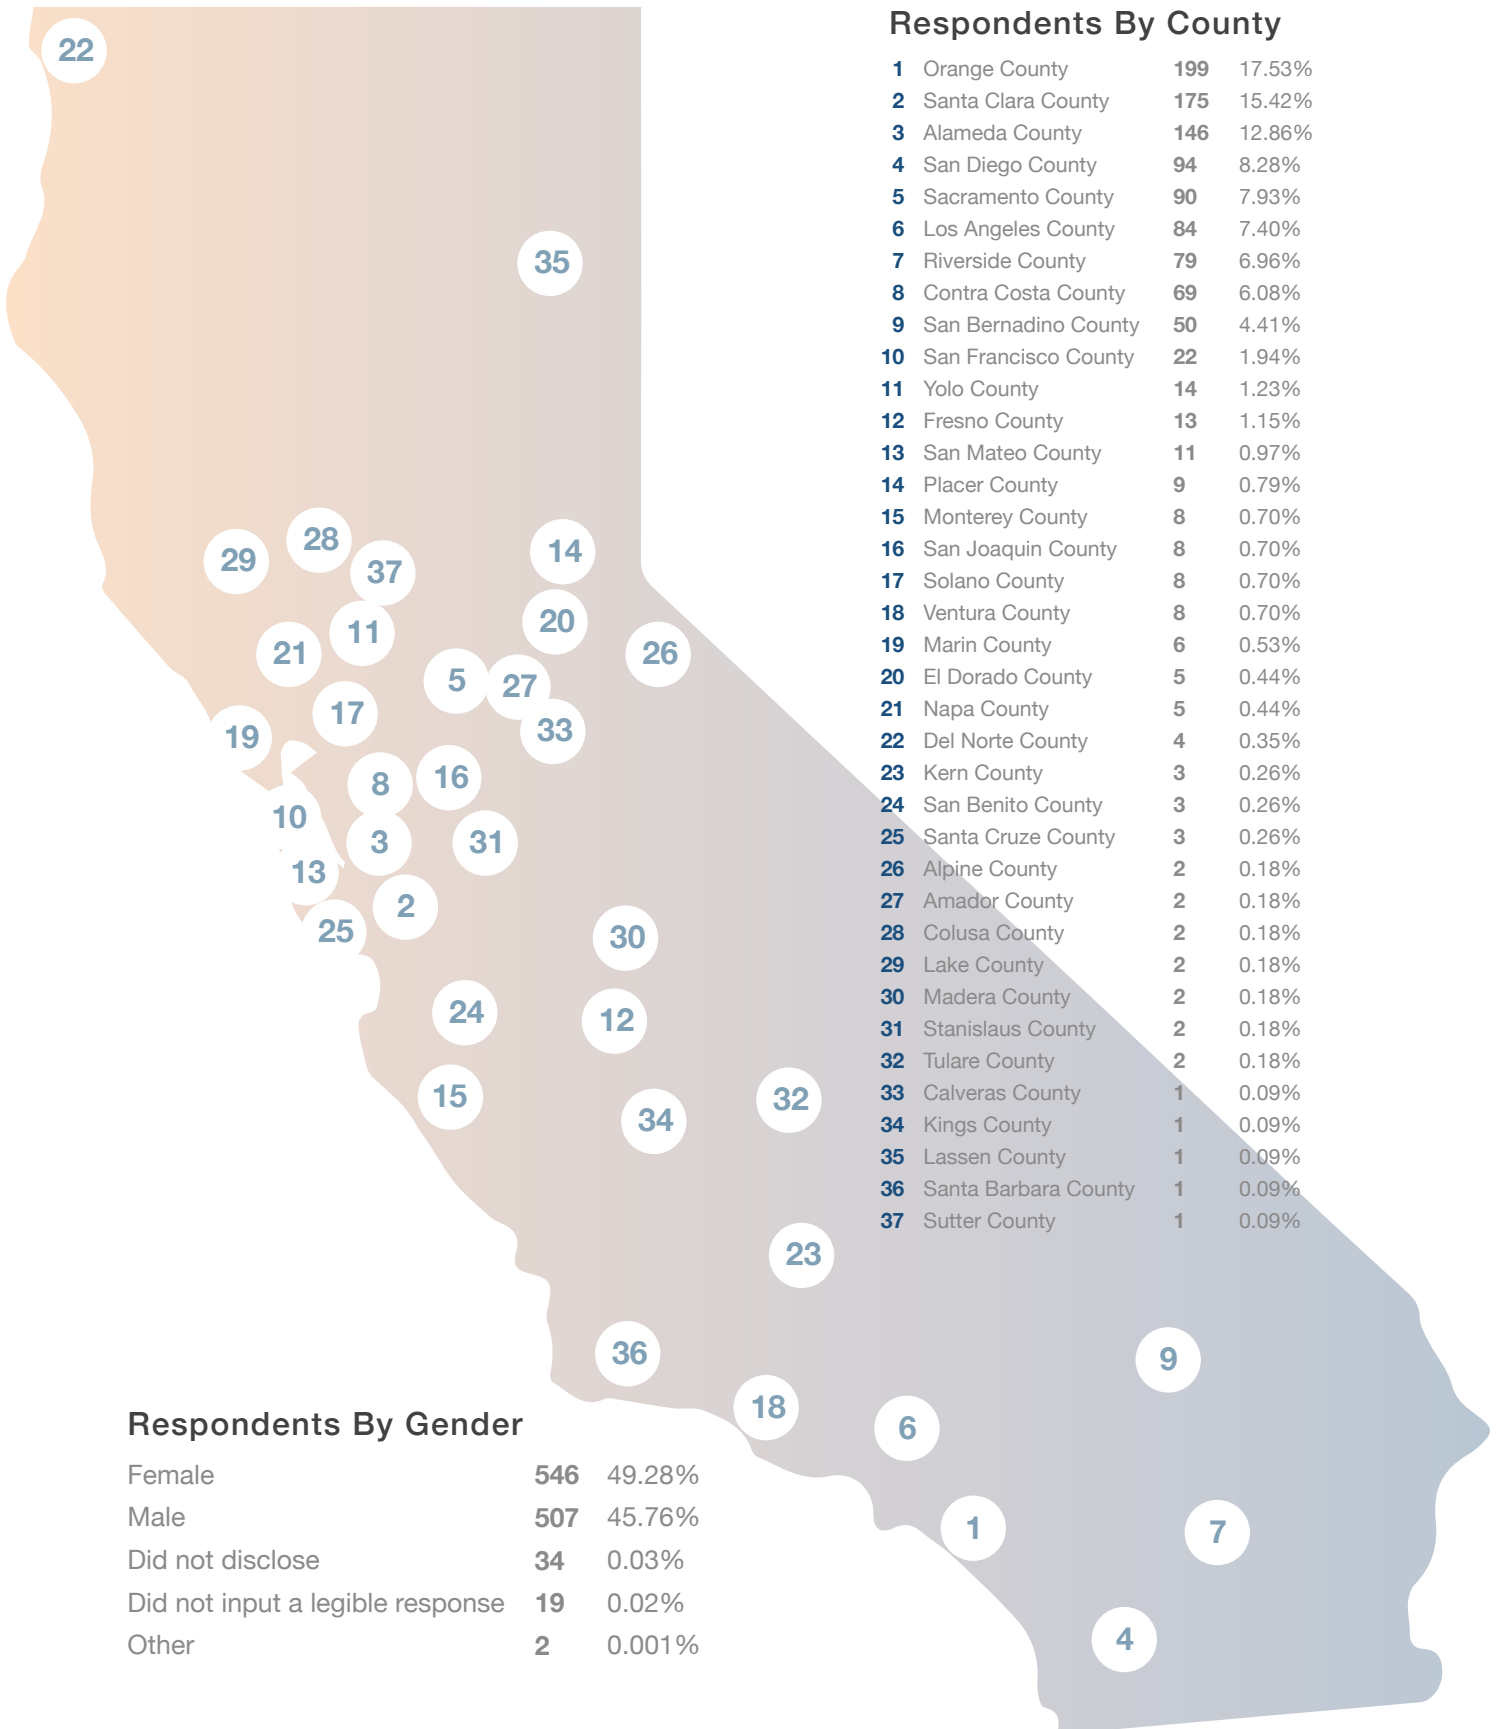 Respondents By County
1 Orange County 199 17.53%
2 Santa Clara County 175 15.42%
3 Alameda County 146 12.86%
4 San Diego County 94 8.28%
5 Sacramento County 90 7.93%
6 Los Angeles County 84 7.40%
7 Riverside County 79 6.96%
8 Contra Costa County 69 6.08%
9 San Bernadino County 50 4.41%
10 San Francisco County 22 1.94%
11 Yolo County 14 1.23%
12 Fresno County 13 1.15%
13 San Mateo County 11 0.97%
14 Placer County 9 0.79%
15 Monterey County 8 0.70%
16 San Joaquin County 8 0.70%
17 Solano County 8 0.70%
18 Ventura County 8 0.70%
19 Marin County 6 0.53%
20 El Dorado County 5 0.44%
21 Napa County 5 0.44%
22 Del Norte County 4 0.35%
23 Kern County 3 0.26%
24 San Benito County 3 0.26%
25 Santa Cruze County 3 0.26%
26 Alpine County 2 0.18%
27 Amador County 2 0.18%
28 Colusa County 2 0.18%
29 Lake County 2 0.18%
30 Madera County 2 0.18%
31 Stanislaus County 2 0.18%
32 Tulare County 2 0.18%
33 Calveras County 1 0.09%
34 Kings County 1 0.09%
35 Lassen County 1 0.09%
36 Santa Barbara County 1 0.09%
37 Sutter County 1 0.09%
22
35
28
29
14
37
20
11
21
26
5
27
17
33
19
16
8
10
3
31
13
2
25
30
24
12
15
32
34
23
36
9
18
6
1
7
4
Respondents By Gender
Female 546 49.28%
Male 507 45.76%
Did not disclose 34 0.03%
Did not input a legible response 19 0.02%
Other 2 0.001%